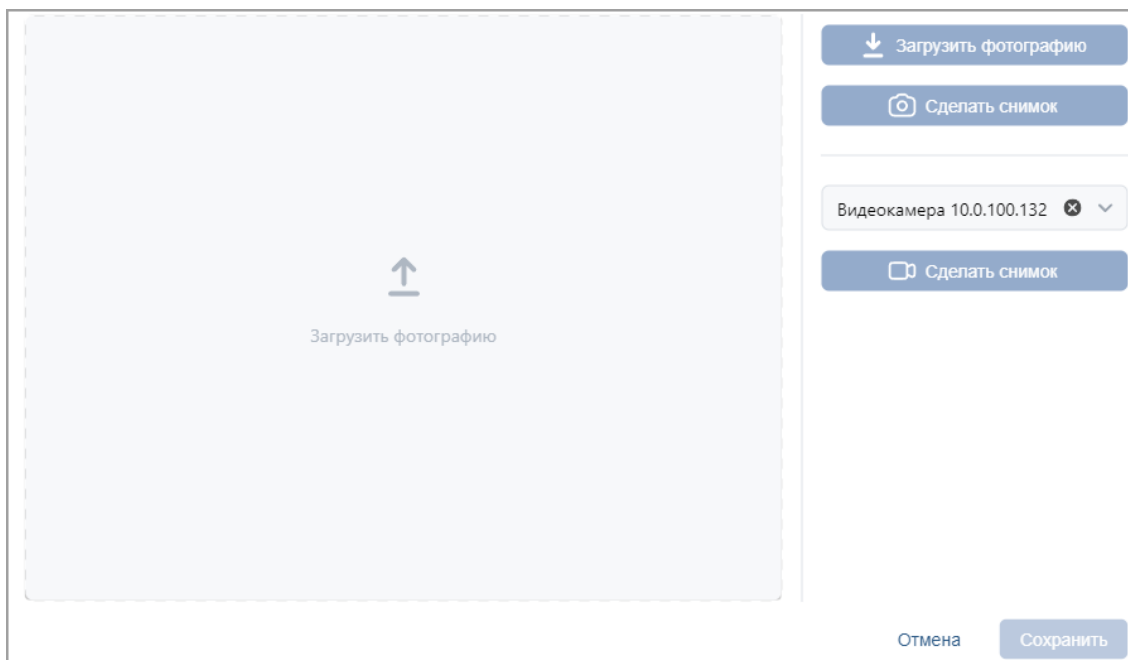 Загрузить фотографию
Сделать снимок
Видеокамера 10.0.100.132
Сделать снимок
Загрузить фотографию
Отмена
Сохранить